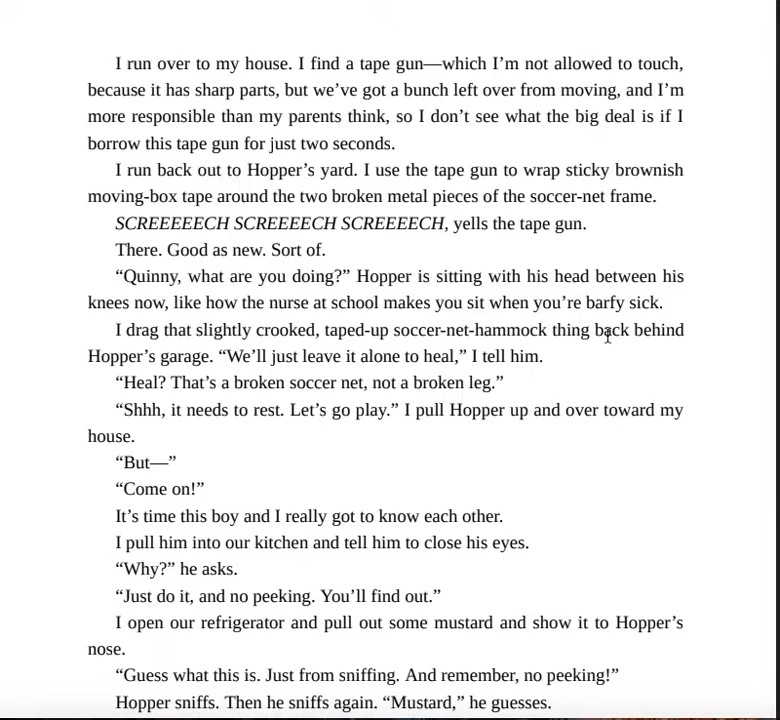 I run over to my house. I find a tape gun—which I’m not allowed to touch,
because it has sharp parts, but we’ve got a bunch left over from moving, and I’m
more responsible than my parents think, so I don’t see what the big deal is if I
borrow this tape gun for just two seconds.
I run back out to Hopper’s yard. I use the tape gun to wrap sticky brownish
moving-box tape around the two broken metal pieces of the soccer-net frame.
SCREEEEECH SCREEEECH SCREEEECH, yells the tape gun.
There. Good as new. Sort of.
“Quinny, what are you doing?” Hopper is sitting with his head between his
knees now, like how the nurse at school makes you sit when you’re barfy sick.
I drag that slightly crooked, taped-up soccer-net-hammock thing back behind
Hopper’s garage. “We’ll just leave it alone to heal,” I tell him.
“Heal? That’s a broken soccer net, not a broken leg.”
“Shhh, it needs to rest. Let’s go play.” I pull Hopper up and over toward my
house.
“But—”
“Come on!”
It’s time this boy and I really got to know each other.
I pull him into our kitchen and tell him to close his eyes.
“Why?” he asks.
“Just do it, and no peeking. You’ll find out.”
I open our refrigerator and pull out some mustard and show it to Hopper’s
nose.
“Guess what this is. Just from sniffing. And remember, no peeking!”
Hopper sniffs. Then he sniffs again. “Mustard,” he guesses.